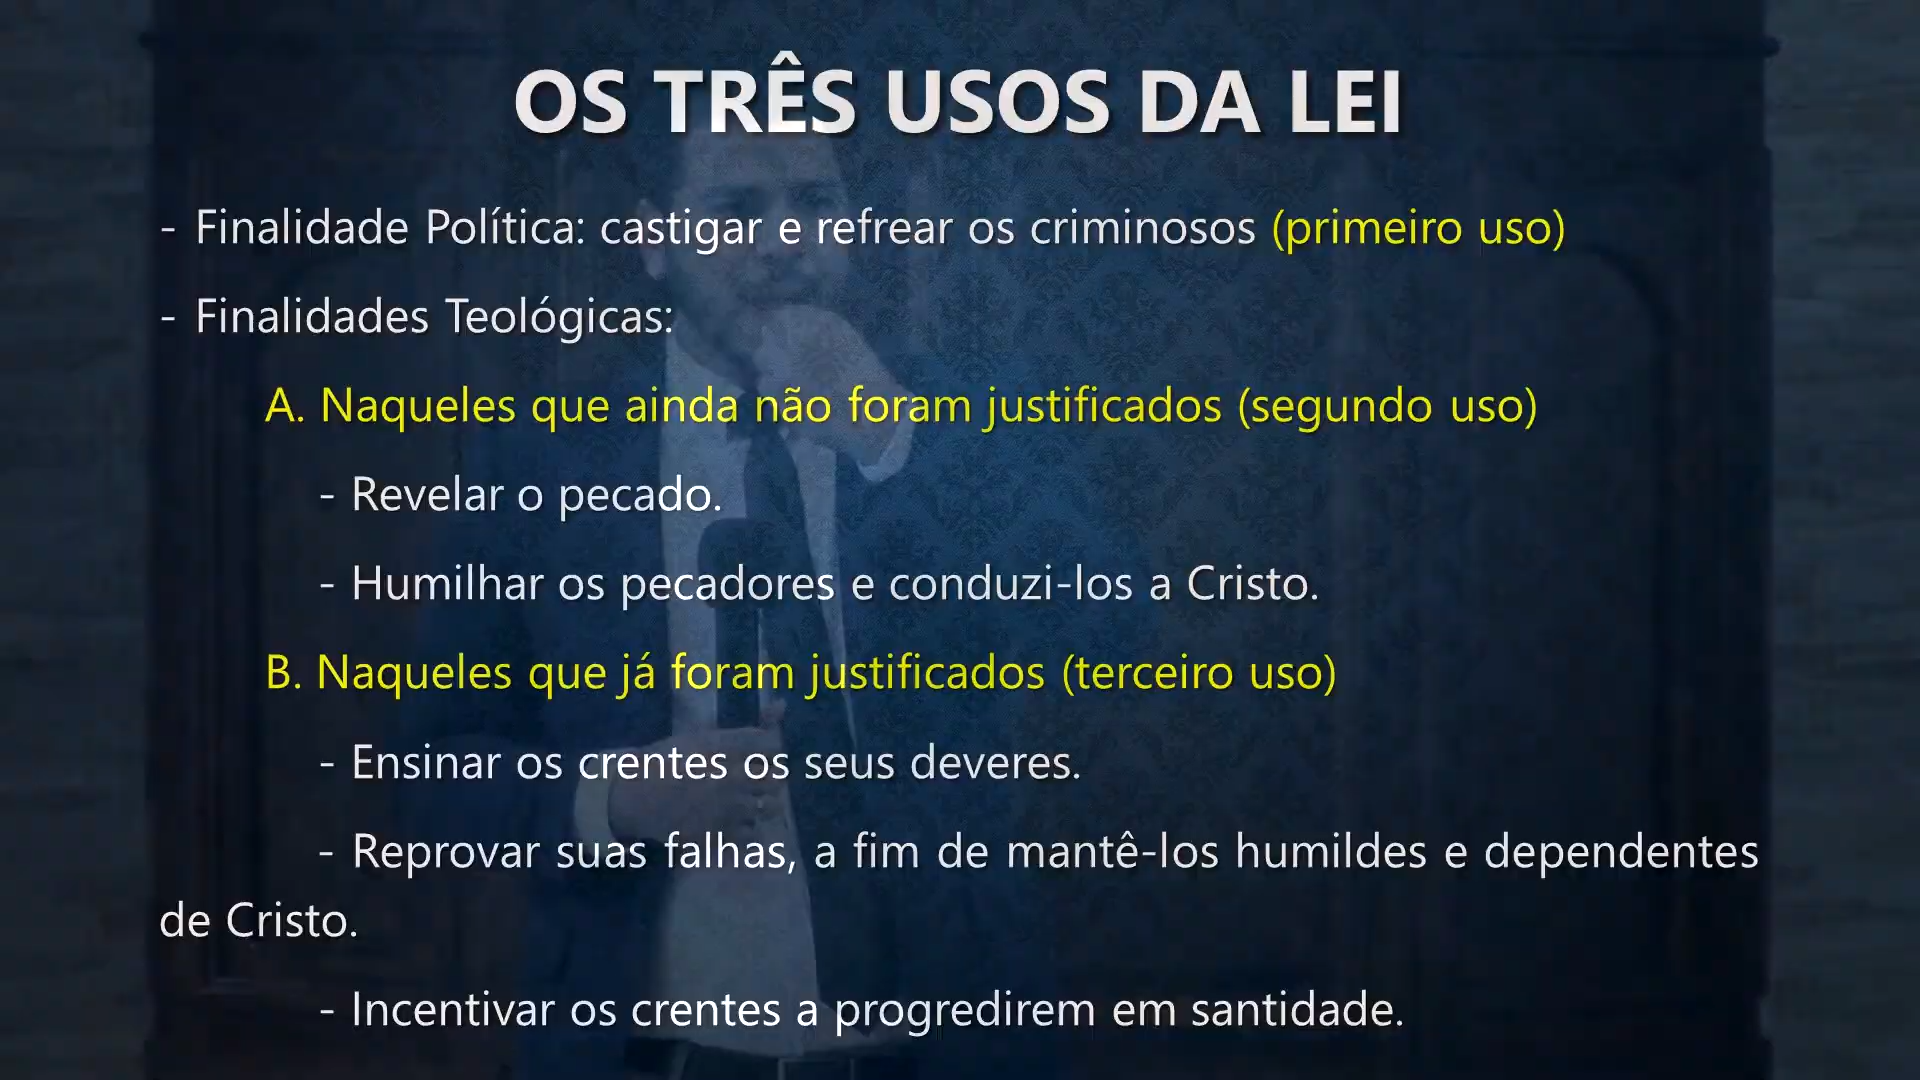 OS TRÊS USOS DA LEI
- Finalidade Política: castigar e refrear os criminosos (primeiro uso)
- Finalidades Teológicas:
A. Naqueles que ainda não foram justificados (segundo uso)
- Revelar o pecado.
- Humilhar os pecadores e conduzi-los a Cristo.
B. Naqueles que já foram justificados (terceiro uso)
- Ensinar os crentes os seus deveres.
- Reprovar suas falhas, a fim de mantê-los humildes e dependentes
de Cristo.
- Incentivar os crentes a progredirem em santidade.